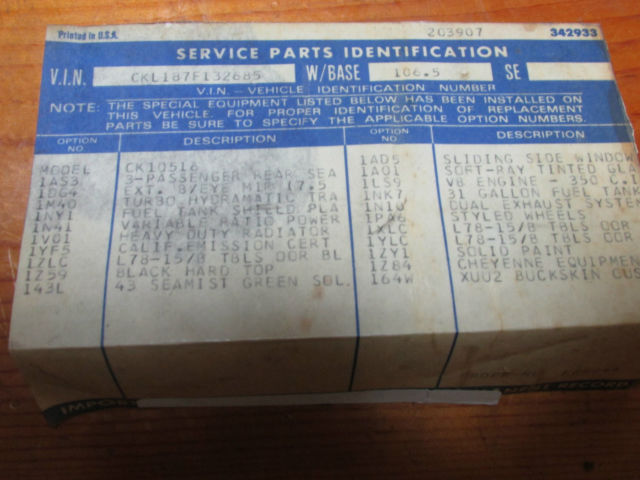 Printed in U.S.A. 203907 342933
SERVICE PARTS IDENTIFICATION
V.I.N. CKL187F132685 W/BASE 106.5 SE
V.I.N. – VEHICLE IDENTIFICATION NUMBER
NOTE: THE SPECIAL EQUIPMENT LISTED BELOW HAS BEEN INSTALLED ON
THIS VEHICLE. FOR PROPER IDENTIFICATION OF REPLACEMENT
PARTS BE SURE TO SPECIFY THE APPLICABLE OPTION NUMBERS.
OPTION NO DESCRIPTION
MODEL CK10516
1AS3 3-PASSENGER REAR SEA
1DG4 EXT. B/EYE MIR 17.5
1M40 TURBO HYDRAMATIC TRA
1NY1 FUEL TANK SHIELD PLA
1N41 VARIABLE RATIO POWER
1V01 HEAVY DUTY RADIATOR
1YF5 CALIF. EMISSION CERT
1ZLC L78-15/B TBLS OOR BL
1Z59 BLACK HARD TOP
143L 43 SEAMIST GREEN SOL.
OPTION NO DESCRIPTION
1AD5 SLIDING SIDE WINDOW
1A01 SOFT-RAY TINTED GLA
1LS9 V8 ENGINE - 350 C
1NK7 31 GALLON FUEL TANK
1N10 DUAL EXHAUST SYSTEM
1PA6 STYLED WHEELS
1XLC L78-15/B TBLS OOR
1YLC L78-15/B TBLS OOR
1ZY1 SOLID PAINT
1Z84 CHEYENNE EQUIPMEN
164W XUU2 BUCKSKIN CUS
ORDER NO.
RECORD